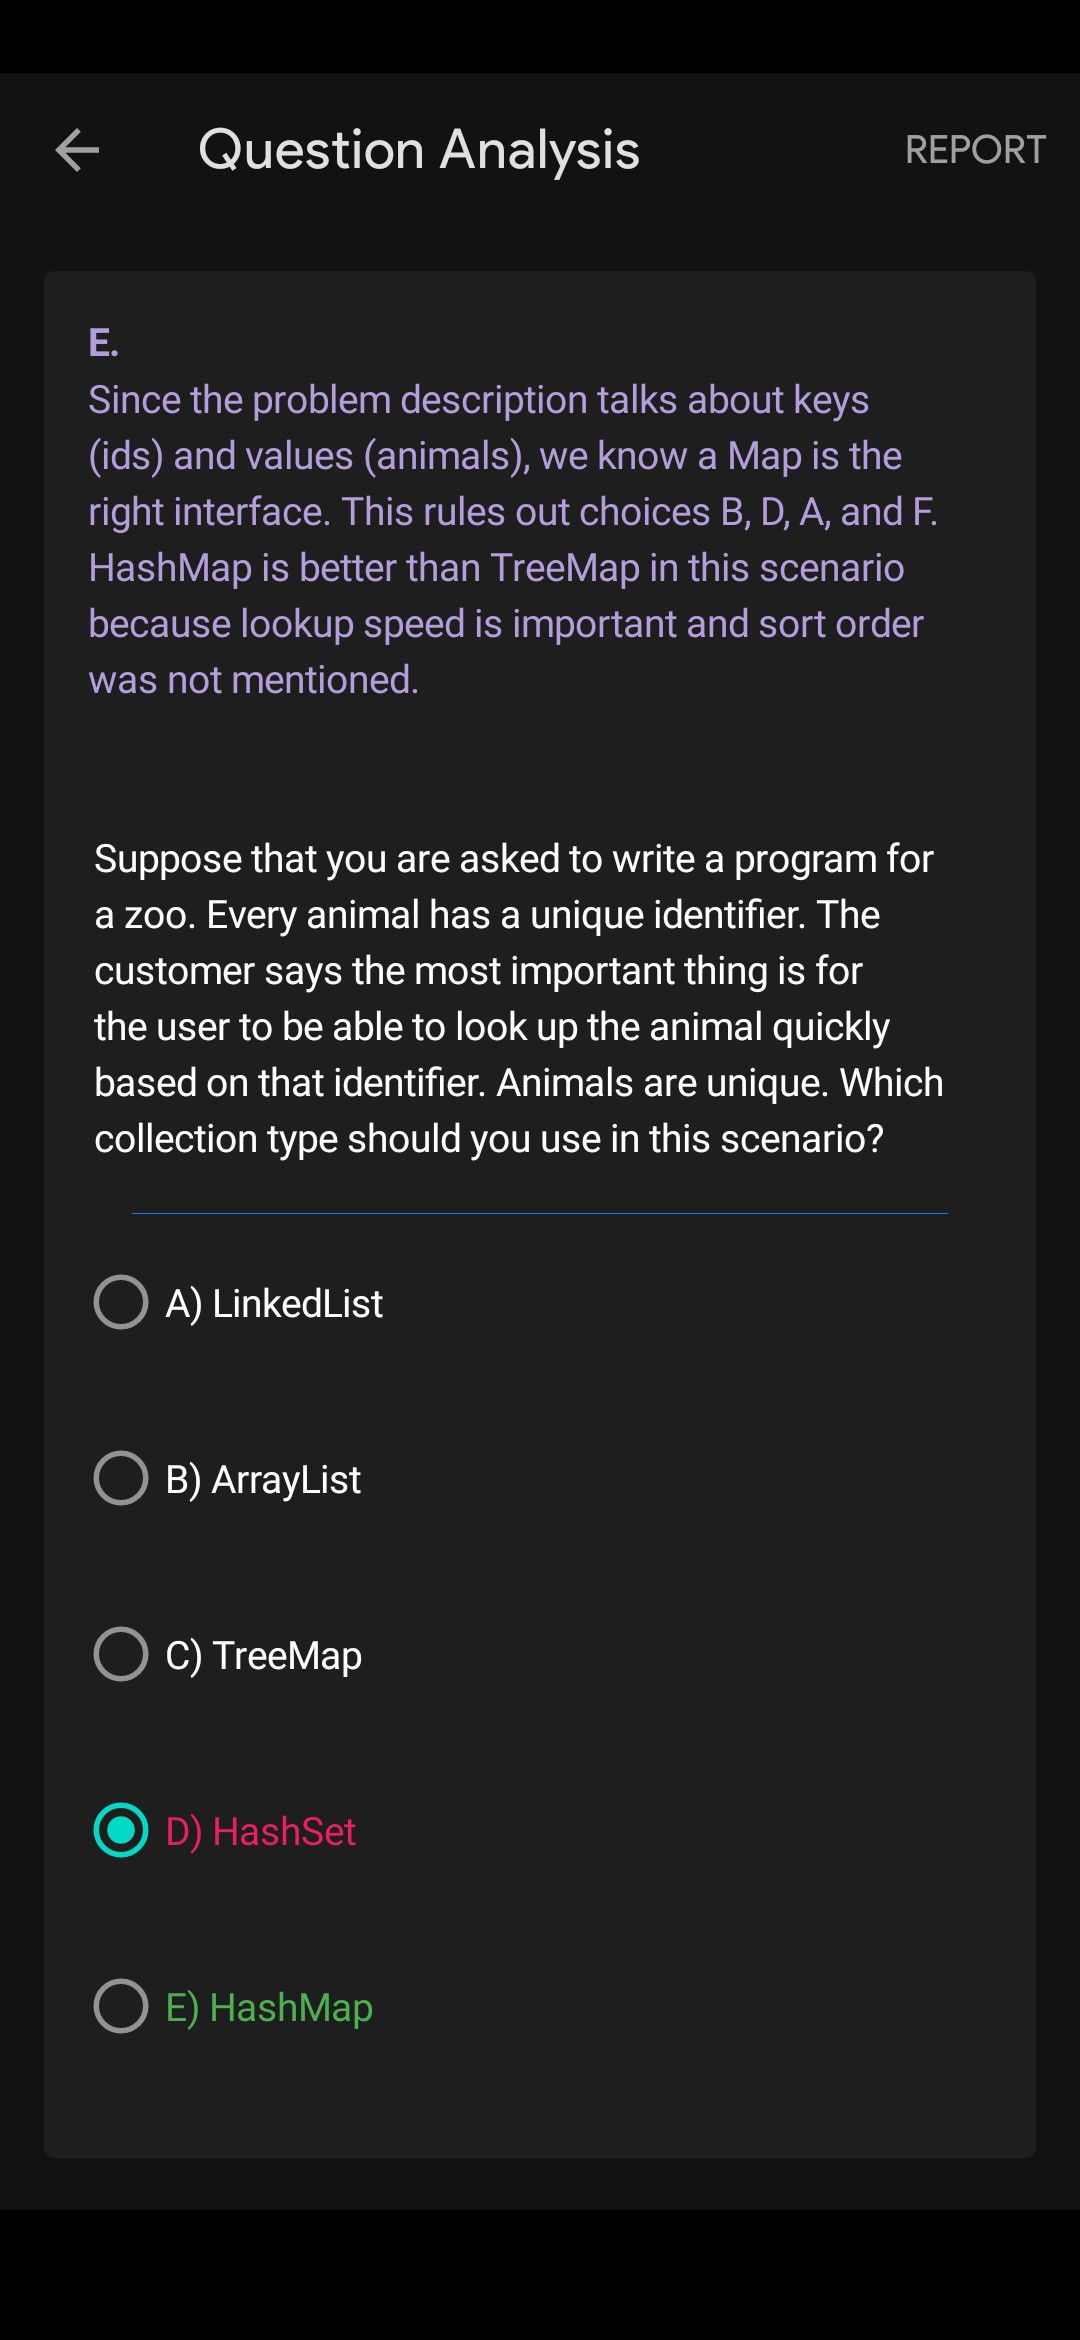 Question Analysis
REPORT
E.
Since the problem description talks about keys
(ids) and values (animals), we know a Map is the
right interface. This rules out choices B, D, A, and F.
HashMap is better than TreeMap in this scenario
because lookup speed is important and sort order
was not mentioned.
Suppose that you are asked to write a program for
a zoo. Every animal has a unique identifier. The
customer says the most important thing is for
the user to be able to look up the animal quickly
based on that identifier. Animals are unique. Which
collection type should you use in this scenario?
A) LinkedList
B) ArrayList
C) TreeMap
D) HashSet
E) HashMap